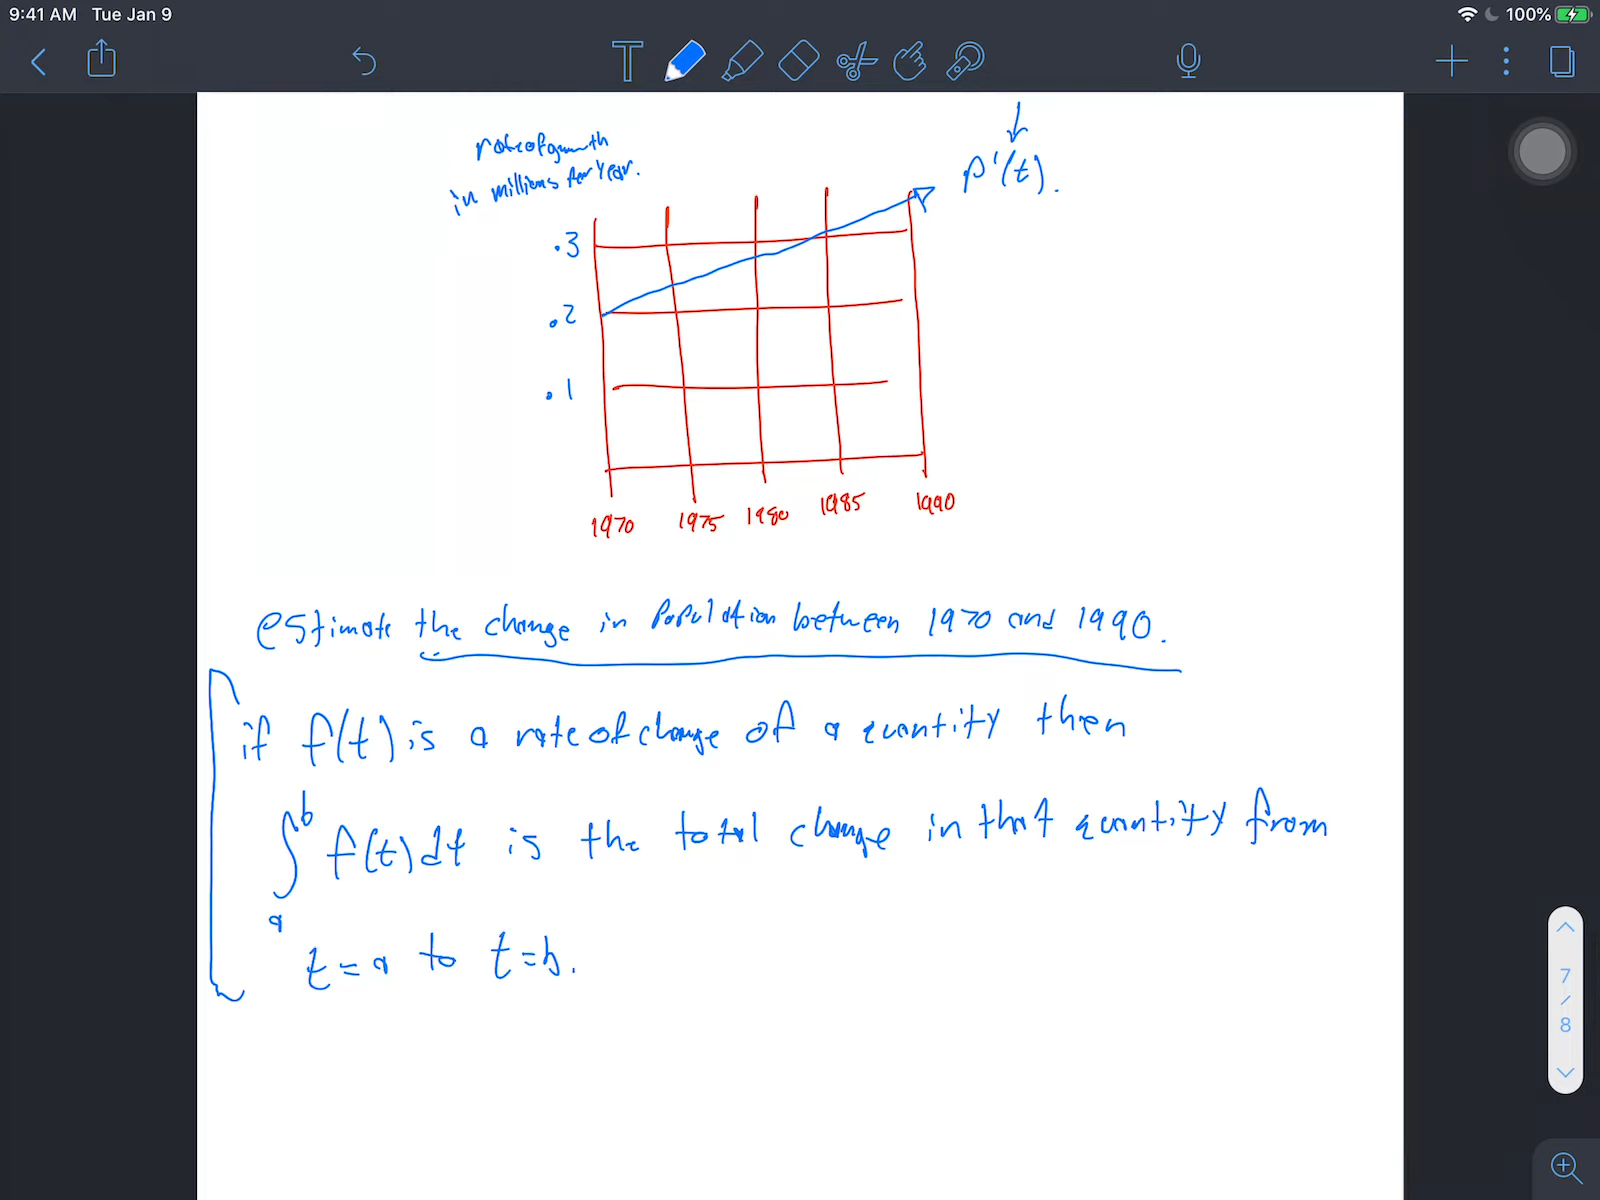 9:41 AM Tue Jan 9
100%
T
rate of growth
in millions per year.
p'(t).
.3
.2
.1
1970 1975 1980 1985 1990
estimate the change in population between 1970 and 1990.
if f(t) is a rate of change of a quantity then
∫ₐᵇ f(t)dt is the total change in that quantity from
t=a to t=b.
7
/
8